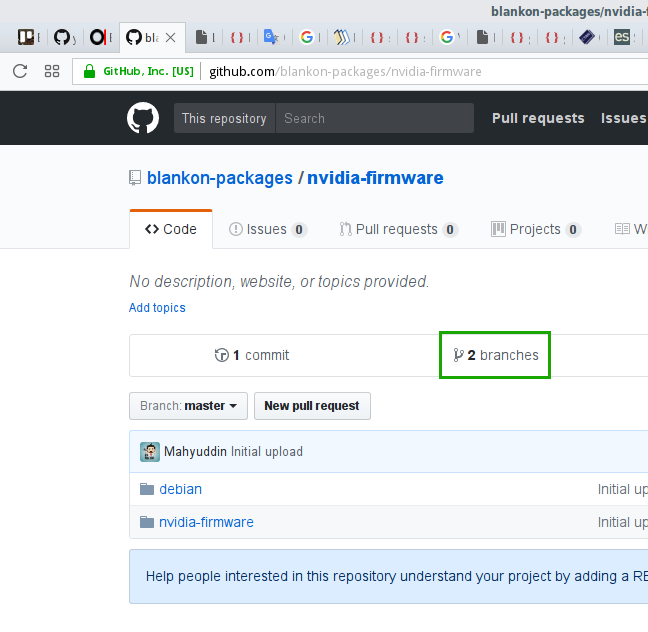 blankon-packages/nvidia-f
E
y
E
bla
I
es
GitHub, Inc. [US]
github.com/blankon-packages/nvidia-firmware
This repository
Search
Pull requests
Issues
blankon-packages / nvidia-firmware
<> Code
Issues 0
Pull requests 0
Projects 0
W
No description, website, or topics provided.
Add topics
1 commit
2 branches
Branch: master
New pull request
Mahyuddin Initial upload
debian
Initial up
nvidia-firmware
Initial up
Help people interested in this repository understand your project by adding a RE